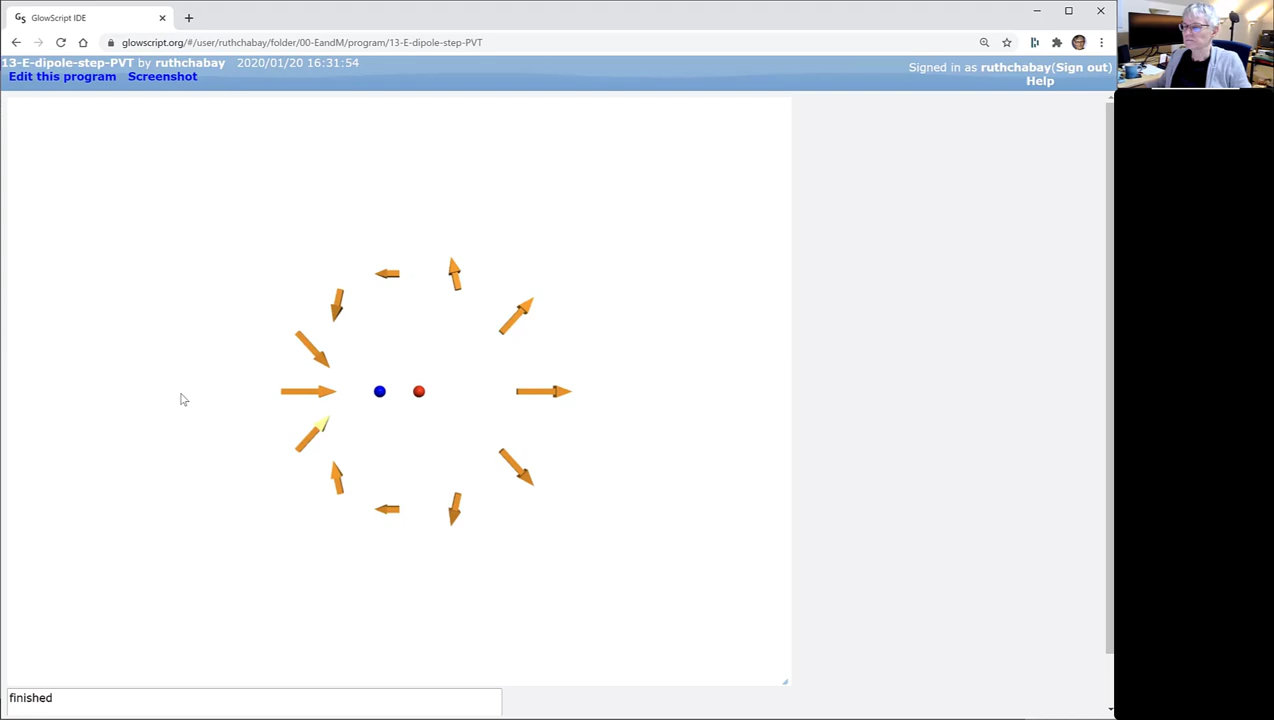 GS GlowScript IDE
glowscript.org/#/user/ruthchabay/folder/00-EandM/program/13-E-dipole-step-PVT
13-E-dipole-step-PVT by ruthchabay 2020/01/20 16:31:54
Signed in as ruthchabay(Sign out)
Edit this program Screenshot
Help
finished